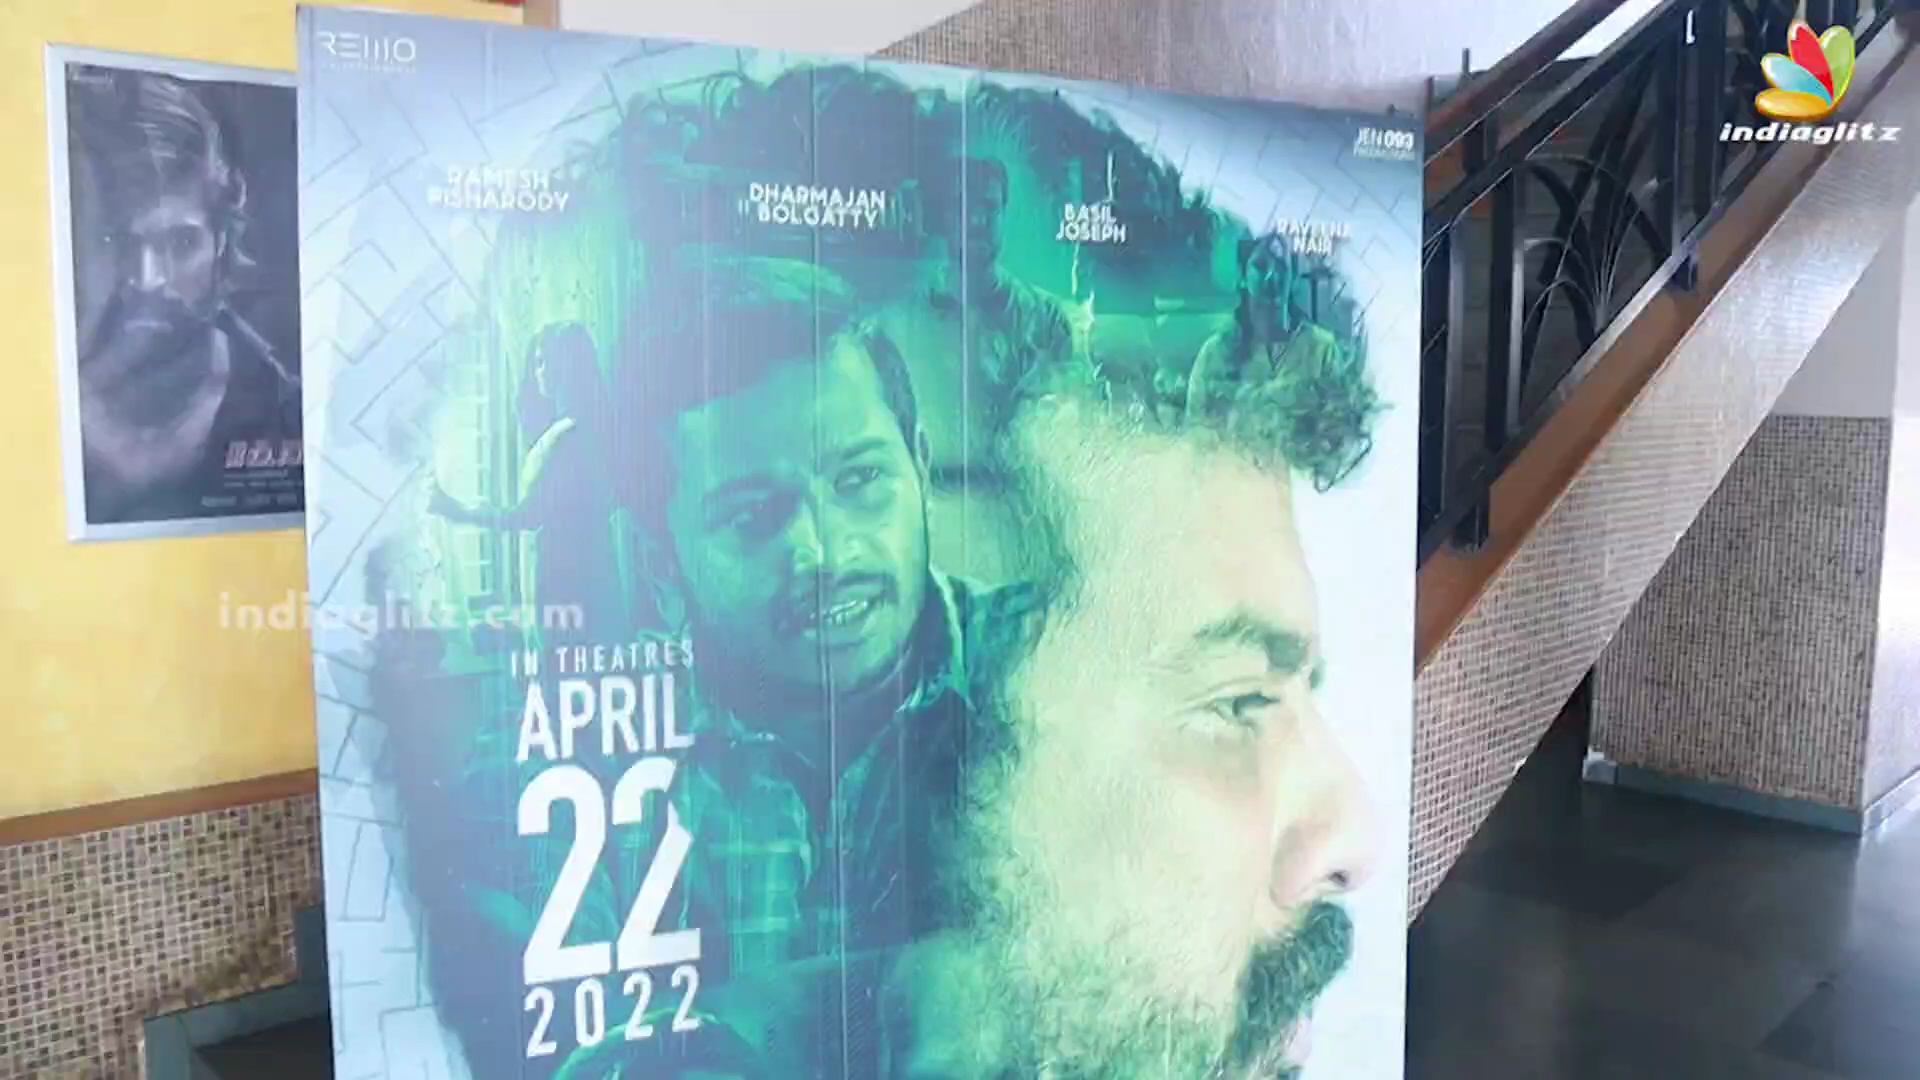 REMO
JEN 093
RAMESH
PISHARODY
DHARMAJAN
BOLGATTY
BASIL
JOSEPH
RAVEENA
NAIR
IN THEATRES
APRIL
22
2022
indiaglitz
indiaglitz.com